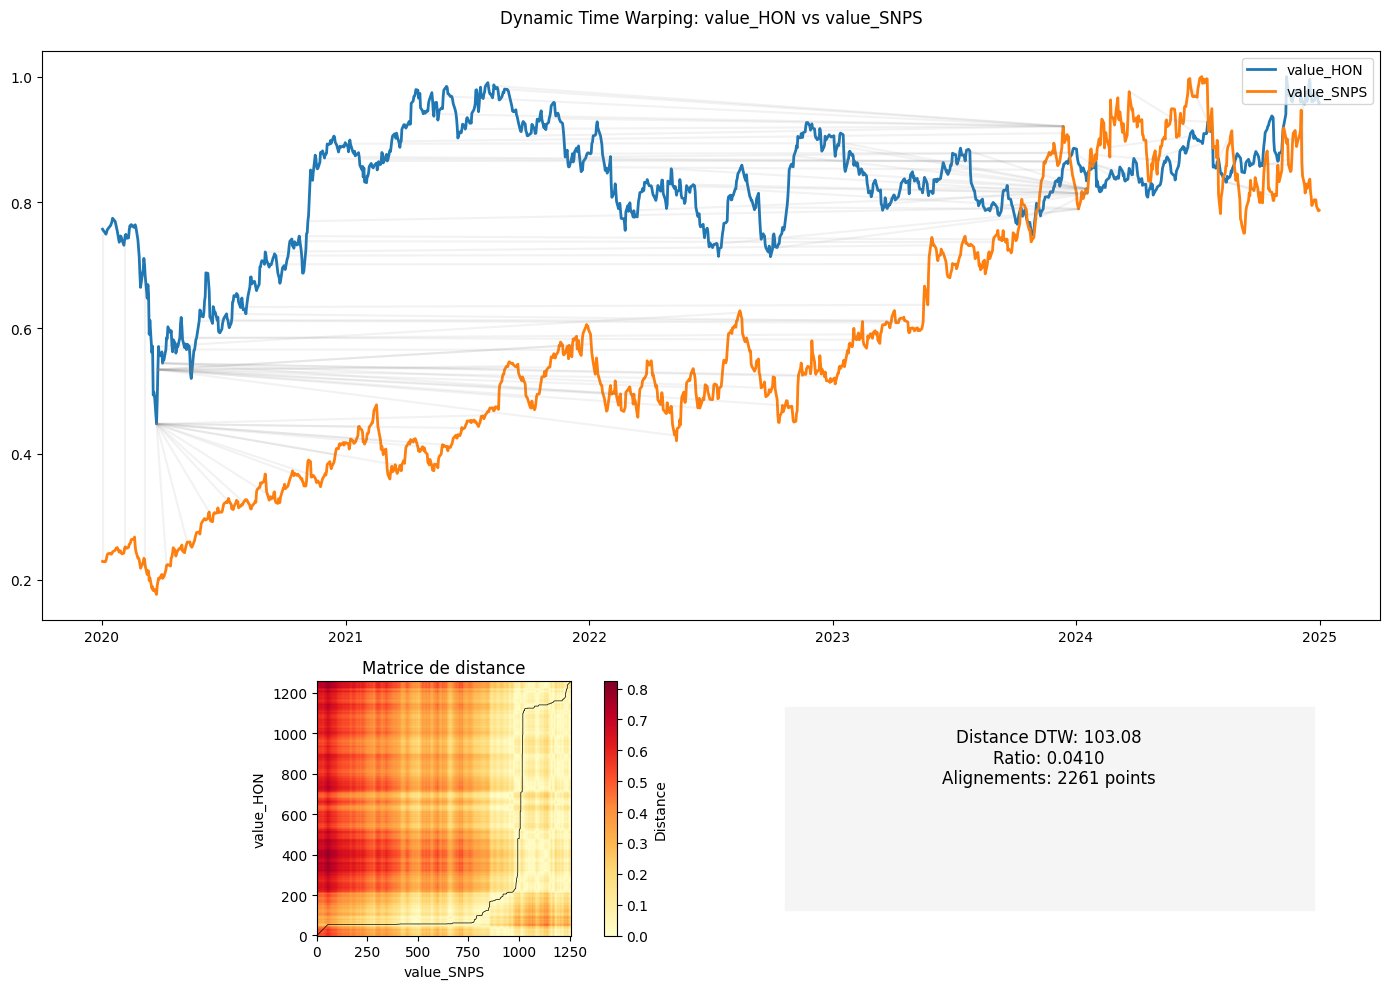 Dynamic Time Warping: value_HON vs value_SNPS
value_HON
value_SNPS
1.0
0.8
0.6
0.4
0.2
2020 2021 2022 2023 2024 2025
Matrice de distance
value_HON
1200
1000
800
600
400
200
0
0 250 500 750 1000 1250
value_SNPS
0.8
0.7
0.6
0.5
0.4
0.3
0.2
0.1
0.0
Distance
Distance DTW: 103.08
Ratio: 0.0410
Alignements: 2261 points